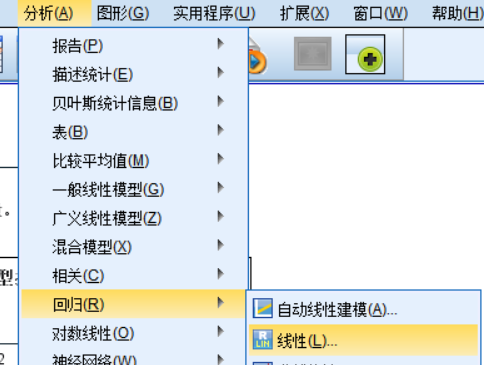 分析(A) 图形(G) 实用程序(U) 扩展(X) 窗口(W) 帮助(H)
报告(P)
描述统计(E)
贝叶斯统计信息(B)
表(B)
比较平均值(M)
一般线性模型(G)
广义线性模型(Z)
混合模型(X)
型
相关(C)
回归(R)
自动线性建模(A)...
对数线性(O)
线性(L)...
2
神经网络(W)